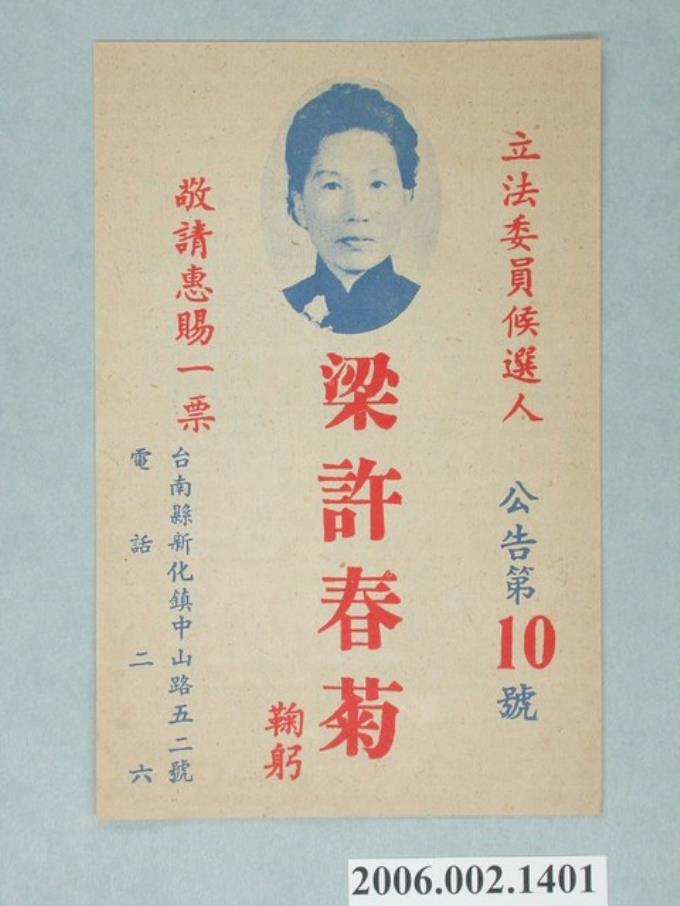 立法委員候選人
公告第10號
梁許春菊
鞠躬
敬請惠賜一票
台南縣新化鎮中山路五二號
電話二六
2006.002.1401